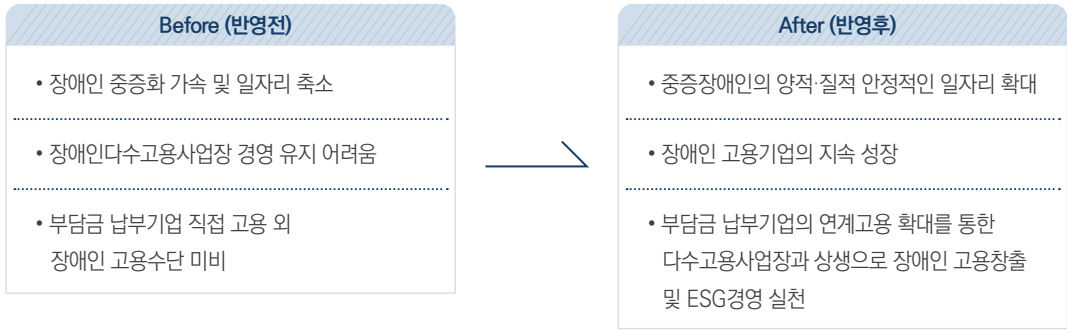 Before (반영전)
• 장애인 중증화 가속 및 일자리 축소
• 장애인다수고용사업장 경영 유지 어려움
• 부담금 납부기업 직접 고용 외
장애인 고용수단 미비
After (반영후)
• 중증장애인의 양적·질적 안정적인 일자리 확대
• 장애인 고용기업의 지속 성장
• 부담금 납부기업의 연계고용 확대를 통한
다수고용사업장과 상생으로 장애인 고용창출
및 ESG경영 실천